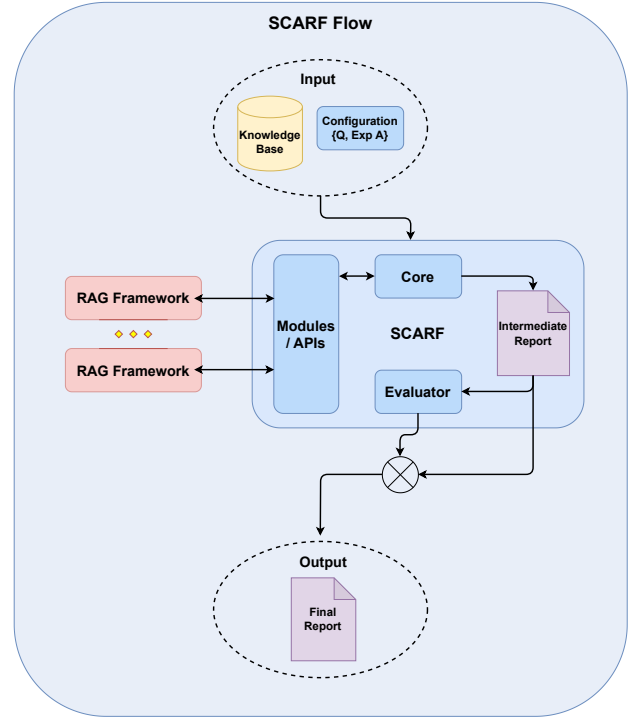 SCARF Flow
Input
Knowledge
Base
Configuration
{Q, Exp A}
RAG Framework
RAG Framework
Modules
/ APIs
Core
SCARF
Intermediate
Report
Evaluator
Output
Final
Report